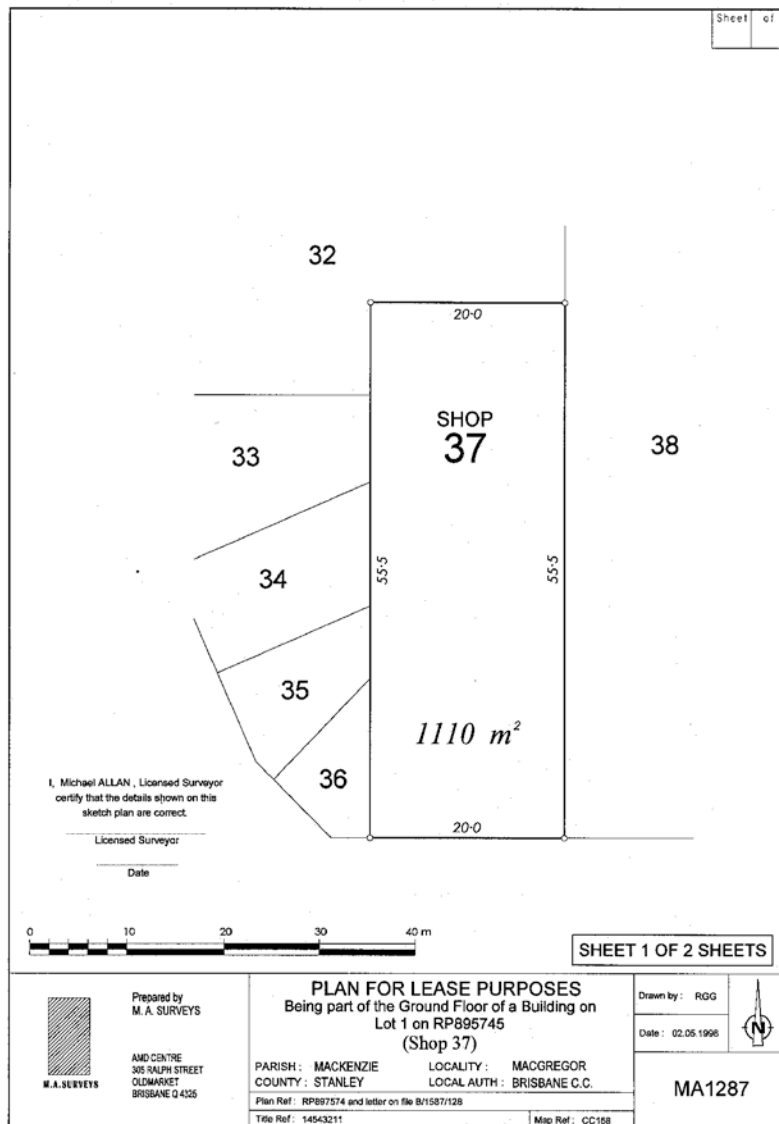 Sheet of
32
20·0
SHOP
37
33
38
34
55·5
55·5
35
1110 m²
36
20·0
I, Michael ALLAN , Licensed Surveyor
certify that the details shown on this
sketch plan are correct.
Licensed Surveyor
Date
0 10 20 30 40 m
SHEET 1 OF 2 SHEETS
M.A.SURVEYS
Prepared by
M. A. SURVEYS
AMD CENTRE
305 RALPH STREET
OLDMARKET
BRISBANE Q 4325
PLAN FOR LEASE PURPOSES
Being part of the Ground Floor of a Building on
Lot 1 on RP895745
(Shop 37)
PARISH : MACKENZIE LOCALITY : MACGREGOR
COUNTY : STANLEY LOCAL AUTH : BRISBANE C.C.
Plan Ref : RP897574 and letter on file B/1587/128
Title Ref : 14543211 Map Ref : CC158
Drawn by : RGG
Date : 02.05.1996
N
MA1287